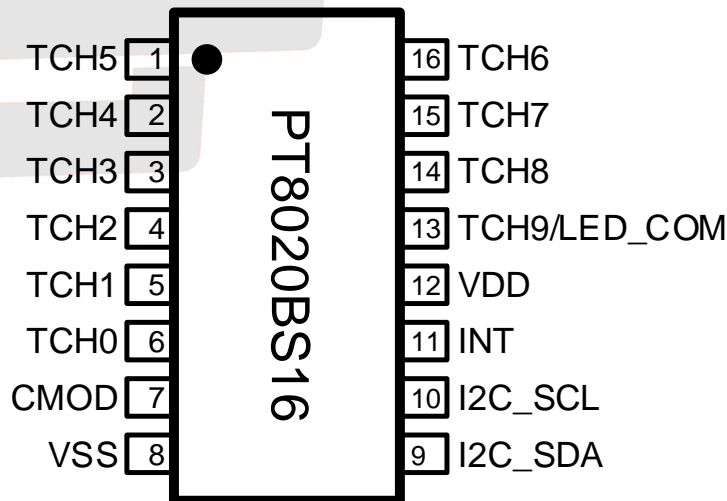 TCH5 1 16 TCH6
TCH4 2 15 TCH7
TCH3 3 14 TCH8
TCH2 4 13 TCH9/LED_COM
TCH1 5 12 VDD
TCH0 6 11 INT
CMOD 7 10 I2C_SCL
VSS 8 9 I2C_SDA
PT8020BS16